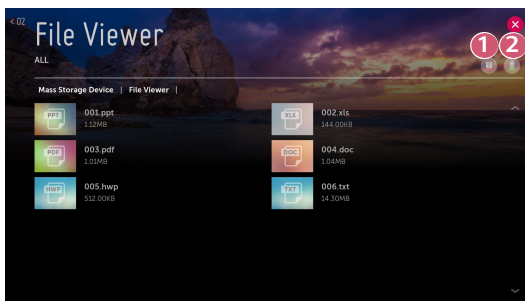 < 02
File Viewer
ALL
1 2
Mass Storage Device | File Viewer |
PPT 001.ppt
1.12MB
XLS 002.xls
144.00KB
PDF 003.pdf
1.01MB
DOC 004.doc
1.04MB
HWP 005.hwp
512.00KB
TXT 006.txt
14.30MB